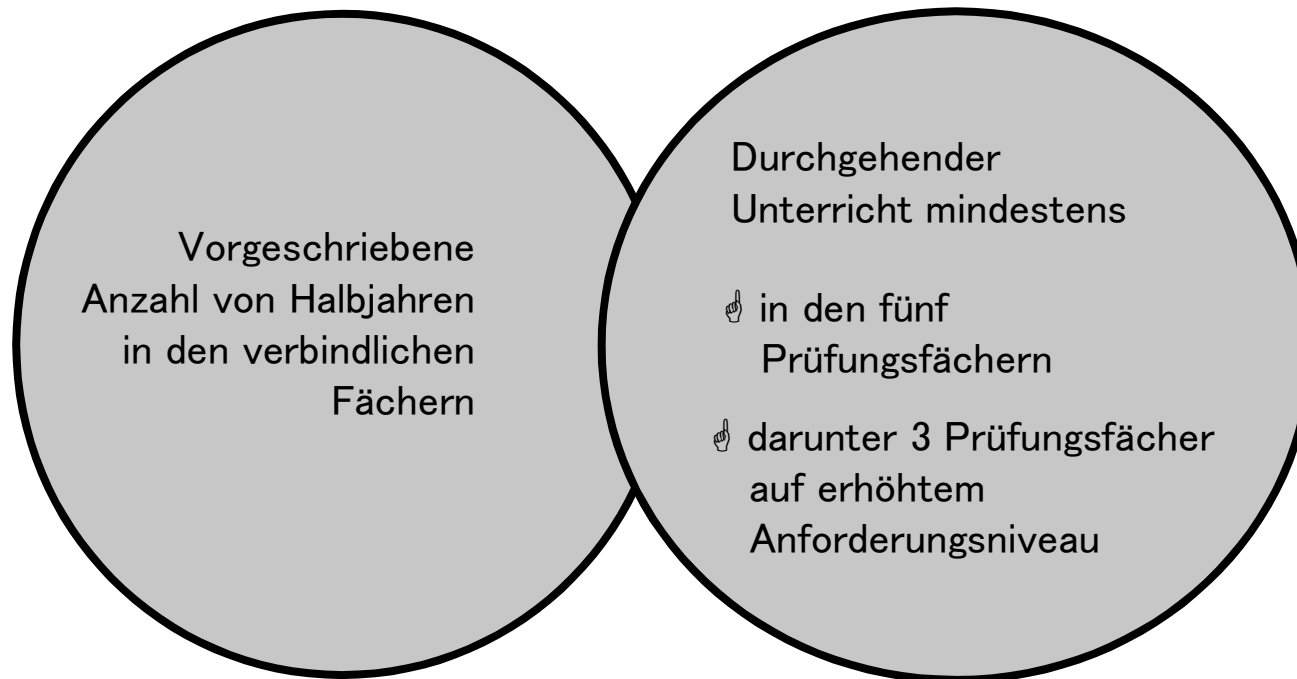 Vorgeschriebene
Anzahl von Halbjahren
in den verbindlichen
Fächern
Durchgehender
Unterricht mindestens
☝ in den fünf
Prüfungsfächern
☝ darunter 3 Prüfungsfächer
auf erhöhtem
Anforderungsniveau